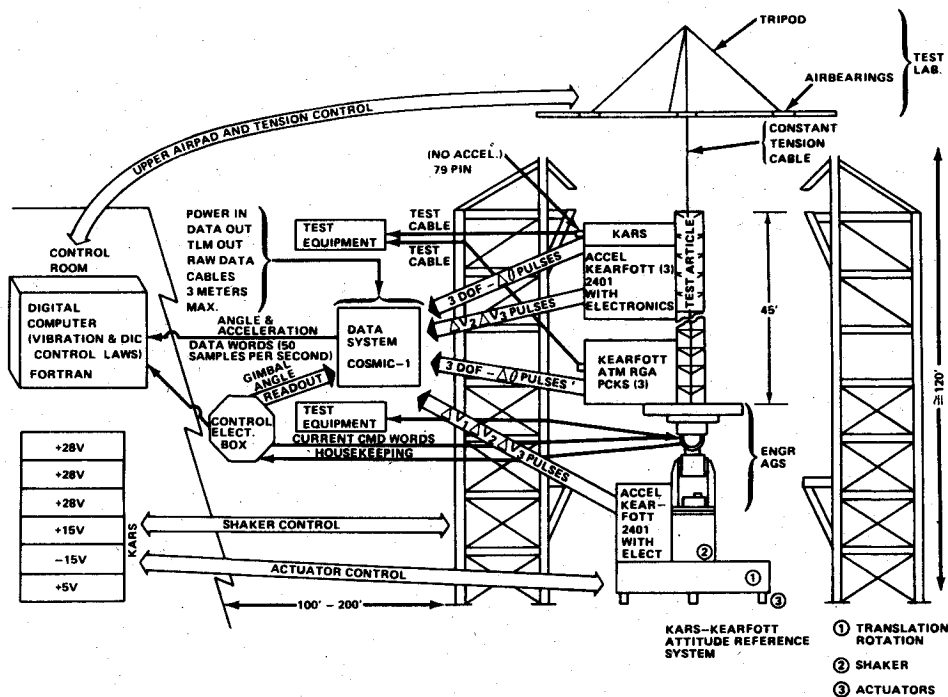 TRIPOD
TEST
LAB.
AIRBEARINGS
UPPER AIRPAD AND TENSION CONTROL
CONSTANT
TENSION
CABLE
(NO ACCEL.)
79 PIN
POWER IN
DATA OUT
TLM OUT
RAW DATA
CABLES
3 METERS
MAX.
TEST
EQUIPMENT
TEST
CABLE
TEST
CABLE
KARS
ACCEL
KEARFOTT (3)
2401
WITH
ELECTRONICS
TEST ARTICLE
45'
≅120'
CONTROL
ROOM
DIGITAL
COMPUTER
(VIBRATION & DIC
CONTROL LAWS)
FORTRAN
ANGLE &
ACCELERATION
DATA WORDS (50
SAMPLES PER SECOND)
DATA
SYSTEM
COSMIC-1
3 DOF – Δθ PULSES
ΔV2 ΔV3 PULSES
3 DOF – Δθ PULSES
ΔV1 ΔV2 ΔV3 PULSES
KEARFOTT
ATM RGA
PCKS (3)
GIMBAL
ANGLE
READOUT
CONTROL
ELECT.
BOX
TEST
EQUIPMENT
CURRENT CMD WORDS
HOUSEKEEPING
ENGR
AGS
+28V
+28V
+28V
+15V
–15V
+5V
KARS
SHAKER CONTROL
ACTUATOR CONTROL
ACCEL
KEAR-
FOTT
2401
WITH
ELECT
2
1
3
100' – 200'
KARS–KEARFOTT
ATTITUDE REFERENCE
SYSTEM
1 TRANSLATION
ROTATION
2 SHAKER
3 ACTUATORS